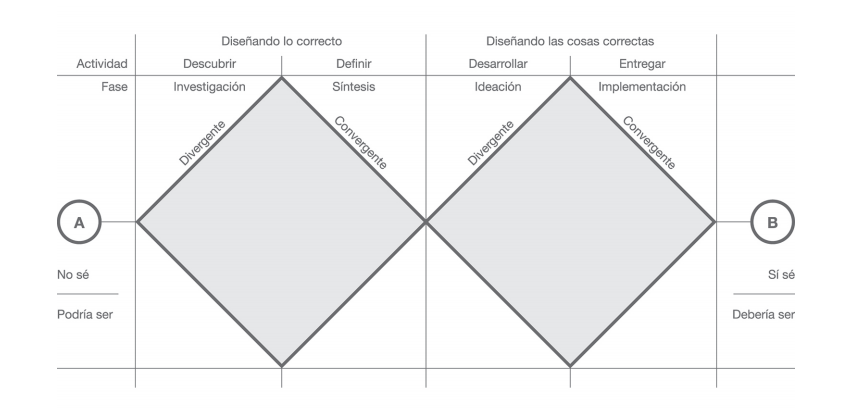 Diseñando lo correcto
Diseñando las cosas correctas
Actividad
Descubrir
Definir
Desarrollar
Entregar
Fase
Investigación
Síntesis
Ideación
Implementación
Divergente
Convergente
Divergente
Convergente
A
B
No sé
Sí sé
Podría ser
Debería ser